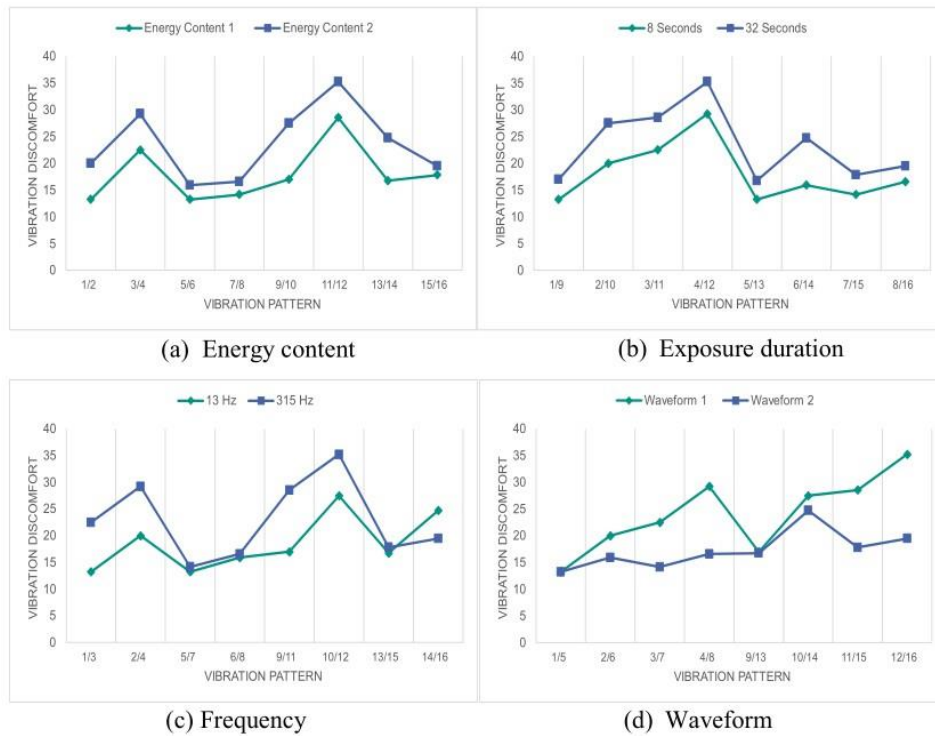 Energy Content 1 Energy Content 2
VIBRATION DISCOMFORT
40
35
30
25
20
15
10
5
0
1/2 3/4 5/6 7/8 9/10 11/12 13/14 15/16
VIBRATION PATTERN
(a) Energy content
8 Seconds 32 Seconds
VIBRATION DISCOMFORT
40
35
30
25
20
15
10
5
0
1/9 2/10 3/11 4/12 5/13 6/14 7/15 8/16
VIBRATION PATTERN
(b) Exposure duration
13 Hz 315 Hz
VIBRATION DISCOMFORT
40
35
30
25
20
15
10
5
0
1/3 2/4 5/7 6/8 9/11 10/12 13/15 14/16
VIBRATION PATTERN
(c) Frequency
Waveform 1 Waveform 2
VIBRATION DISCOMFORT
40
35
30
25
20
15
10
5
0
1/5 2/6 3/7 4/8 9/13 10/14 11/15 12/16
VIBRATION PATTERN
(d) Waveform